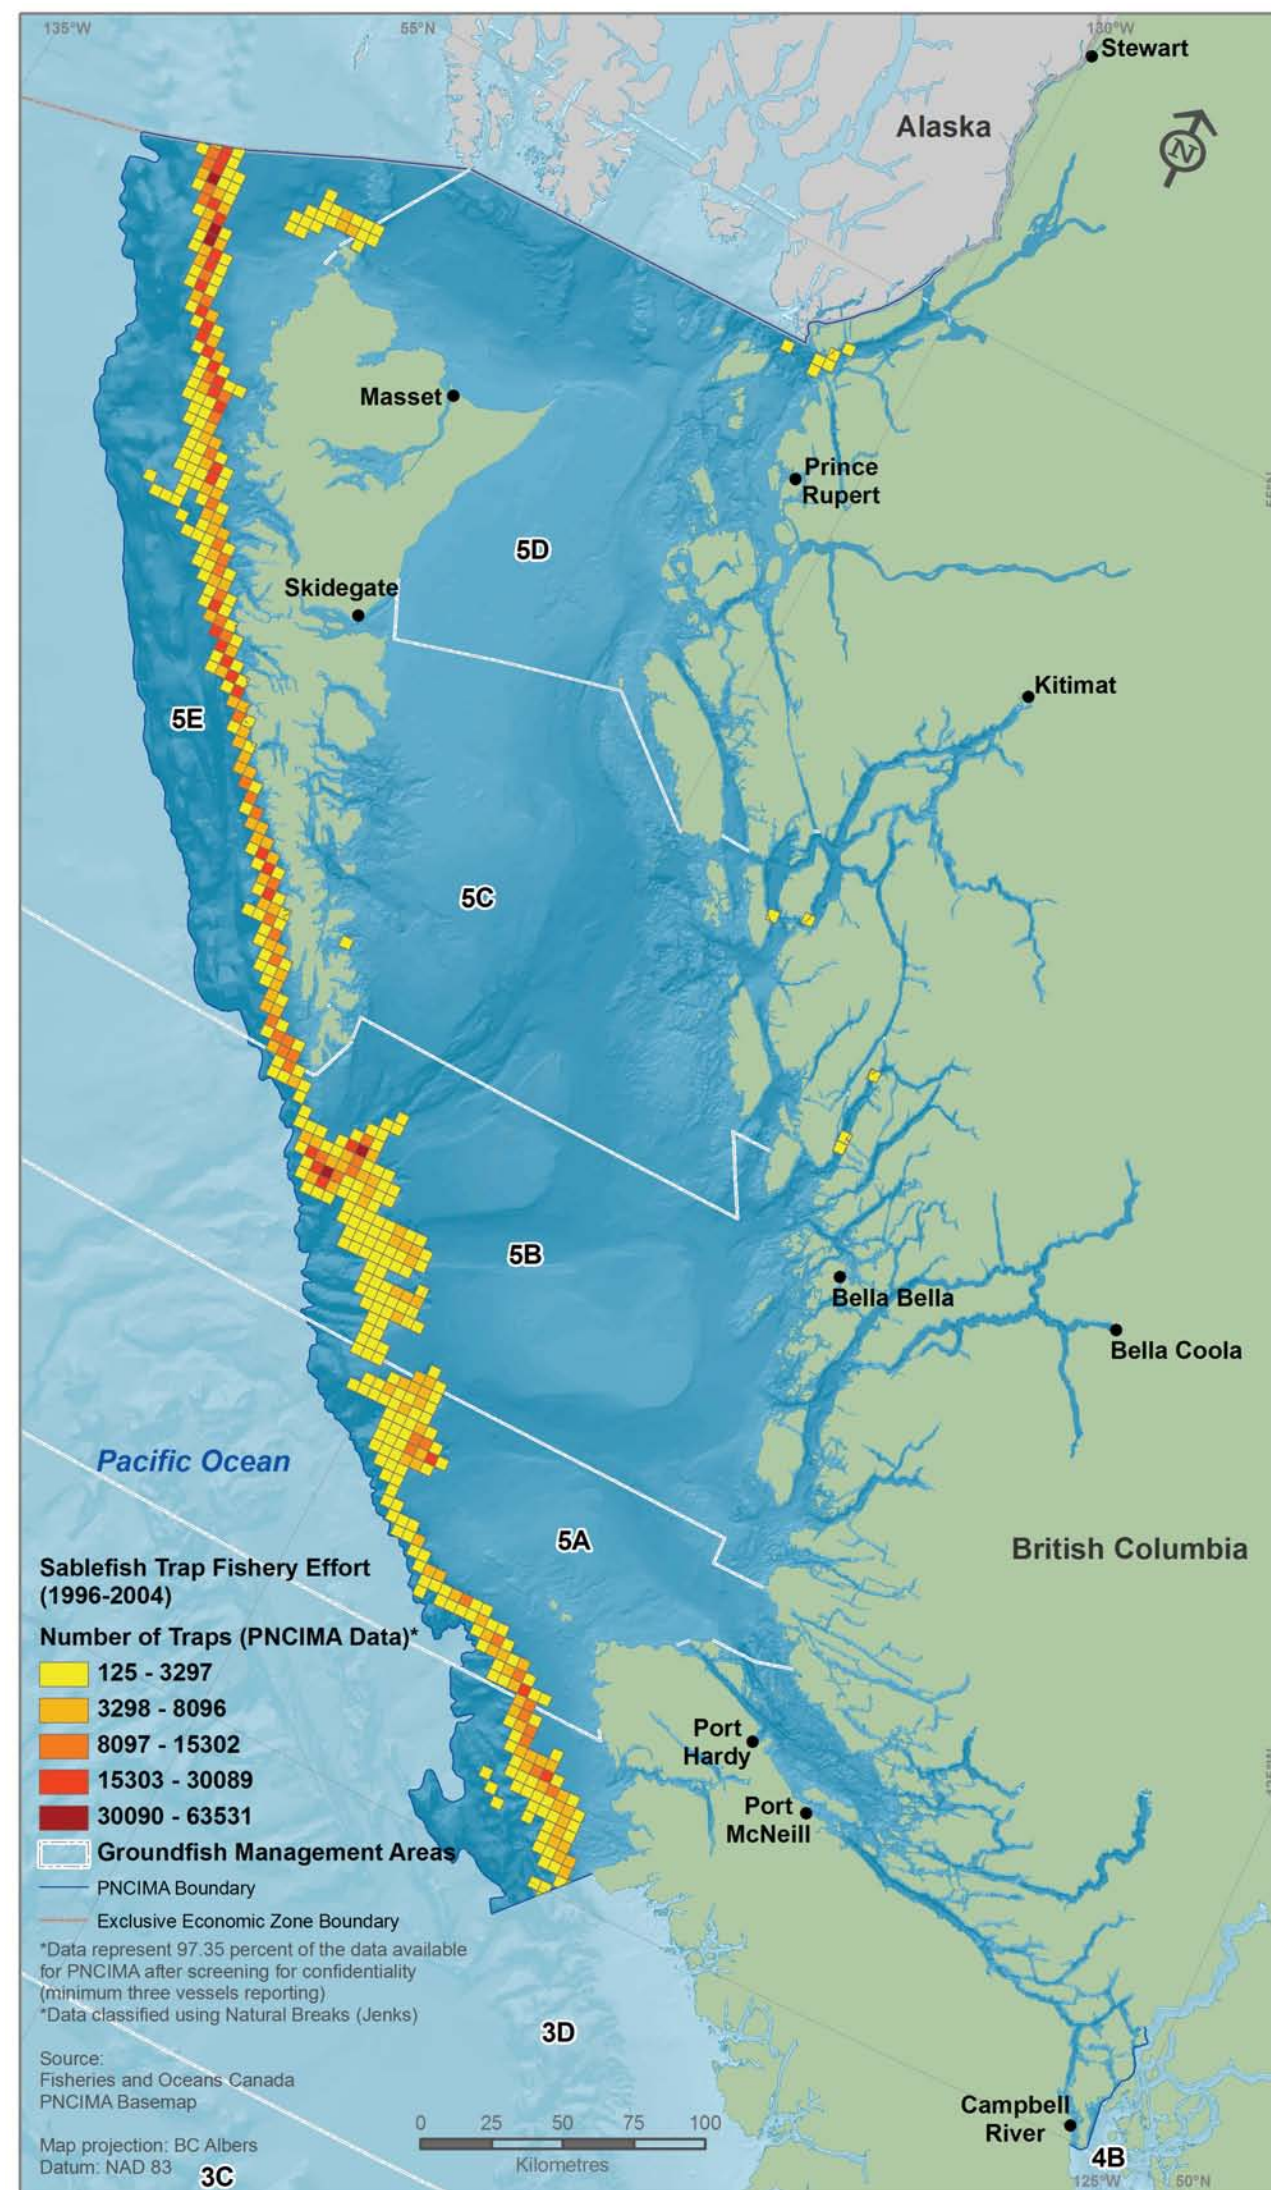 135°W
55°N
130°W
Stewart
Alaska
N
Masset
Prince
Rupert
55°N
5D
Skidegate
Kitimat
5E
5C
5B
Bella Bella
Bella Coola
Pacific Ocean
5A
British Columbia
Sablefish Trap Fishery Effort
(1996-2004)
Number of Traps (PNCIMA Data)*
125 - 3297
3298 - 8096
8097 - 15302
15303 - 30089
30090 - 63531
Groundfish Management Areas
PNCIMA Boundary
Exclusive Economic Zone Boundary
*Data represent 97.35 percent of the data available
for PNCIMA after screening for confidentiality
(minimum three vessels reporting)
*Data classified using Natural Breaks (Jenks)
Source:
Fisheries and Oceans Canada
PNCIMA Basemap
Map projection: BC Albers
Datum: NAD 83
Port
Hardy
Port
McNeill
3D
0 25 50 75 100
Kilometres
Campbell
River
3C
4B
125°W
50°N